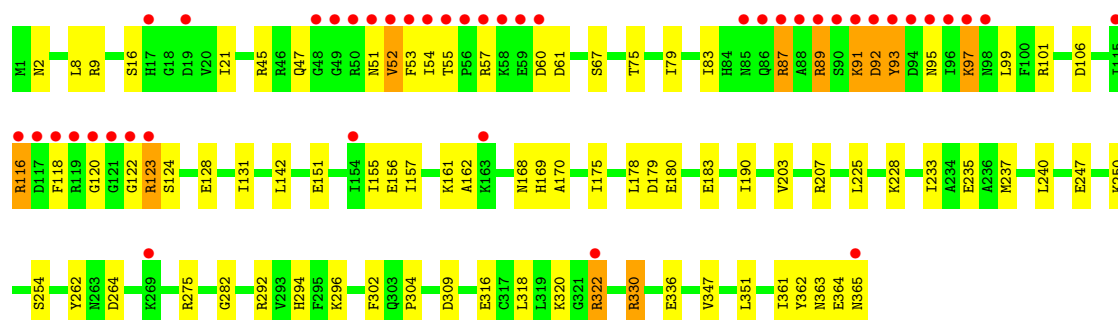 M1 N2 L8 R9 S16 H17 G18 D19 V20 I21 R45 R46 Q47 G48 G49 R50 N51 V52 F53 I54 T55 P56 R57 K58 E59 D60 D61 S67 T75 I79 I83 H84 N85 Q86 R87 A88 R89 S90 K91 D92 Y93 D94 N95 I96 K97 N98 L99 F100 R101 D106 I115
R116 D117 F118 R119 G120 G121 G122 R123 S124 E128 I131 L142 E151 I154 I155 E156 I157 K161 A162 K163 N168 H169 A170 I175 L178 D179 E180 E183 I190 V203 R207 L225 K228 I233 A234 E235 A236 M237 L240 E247 K250
S254 Y262 N263 D264 K269 R275 G282 R292 V293 H294 F295 K296 F302 Q303 P304 D309 E316 C317 L318 L319 K320 G321 R322 R330 E336 V347 L351 I361 Y362 N363 E364 N365